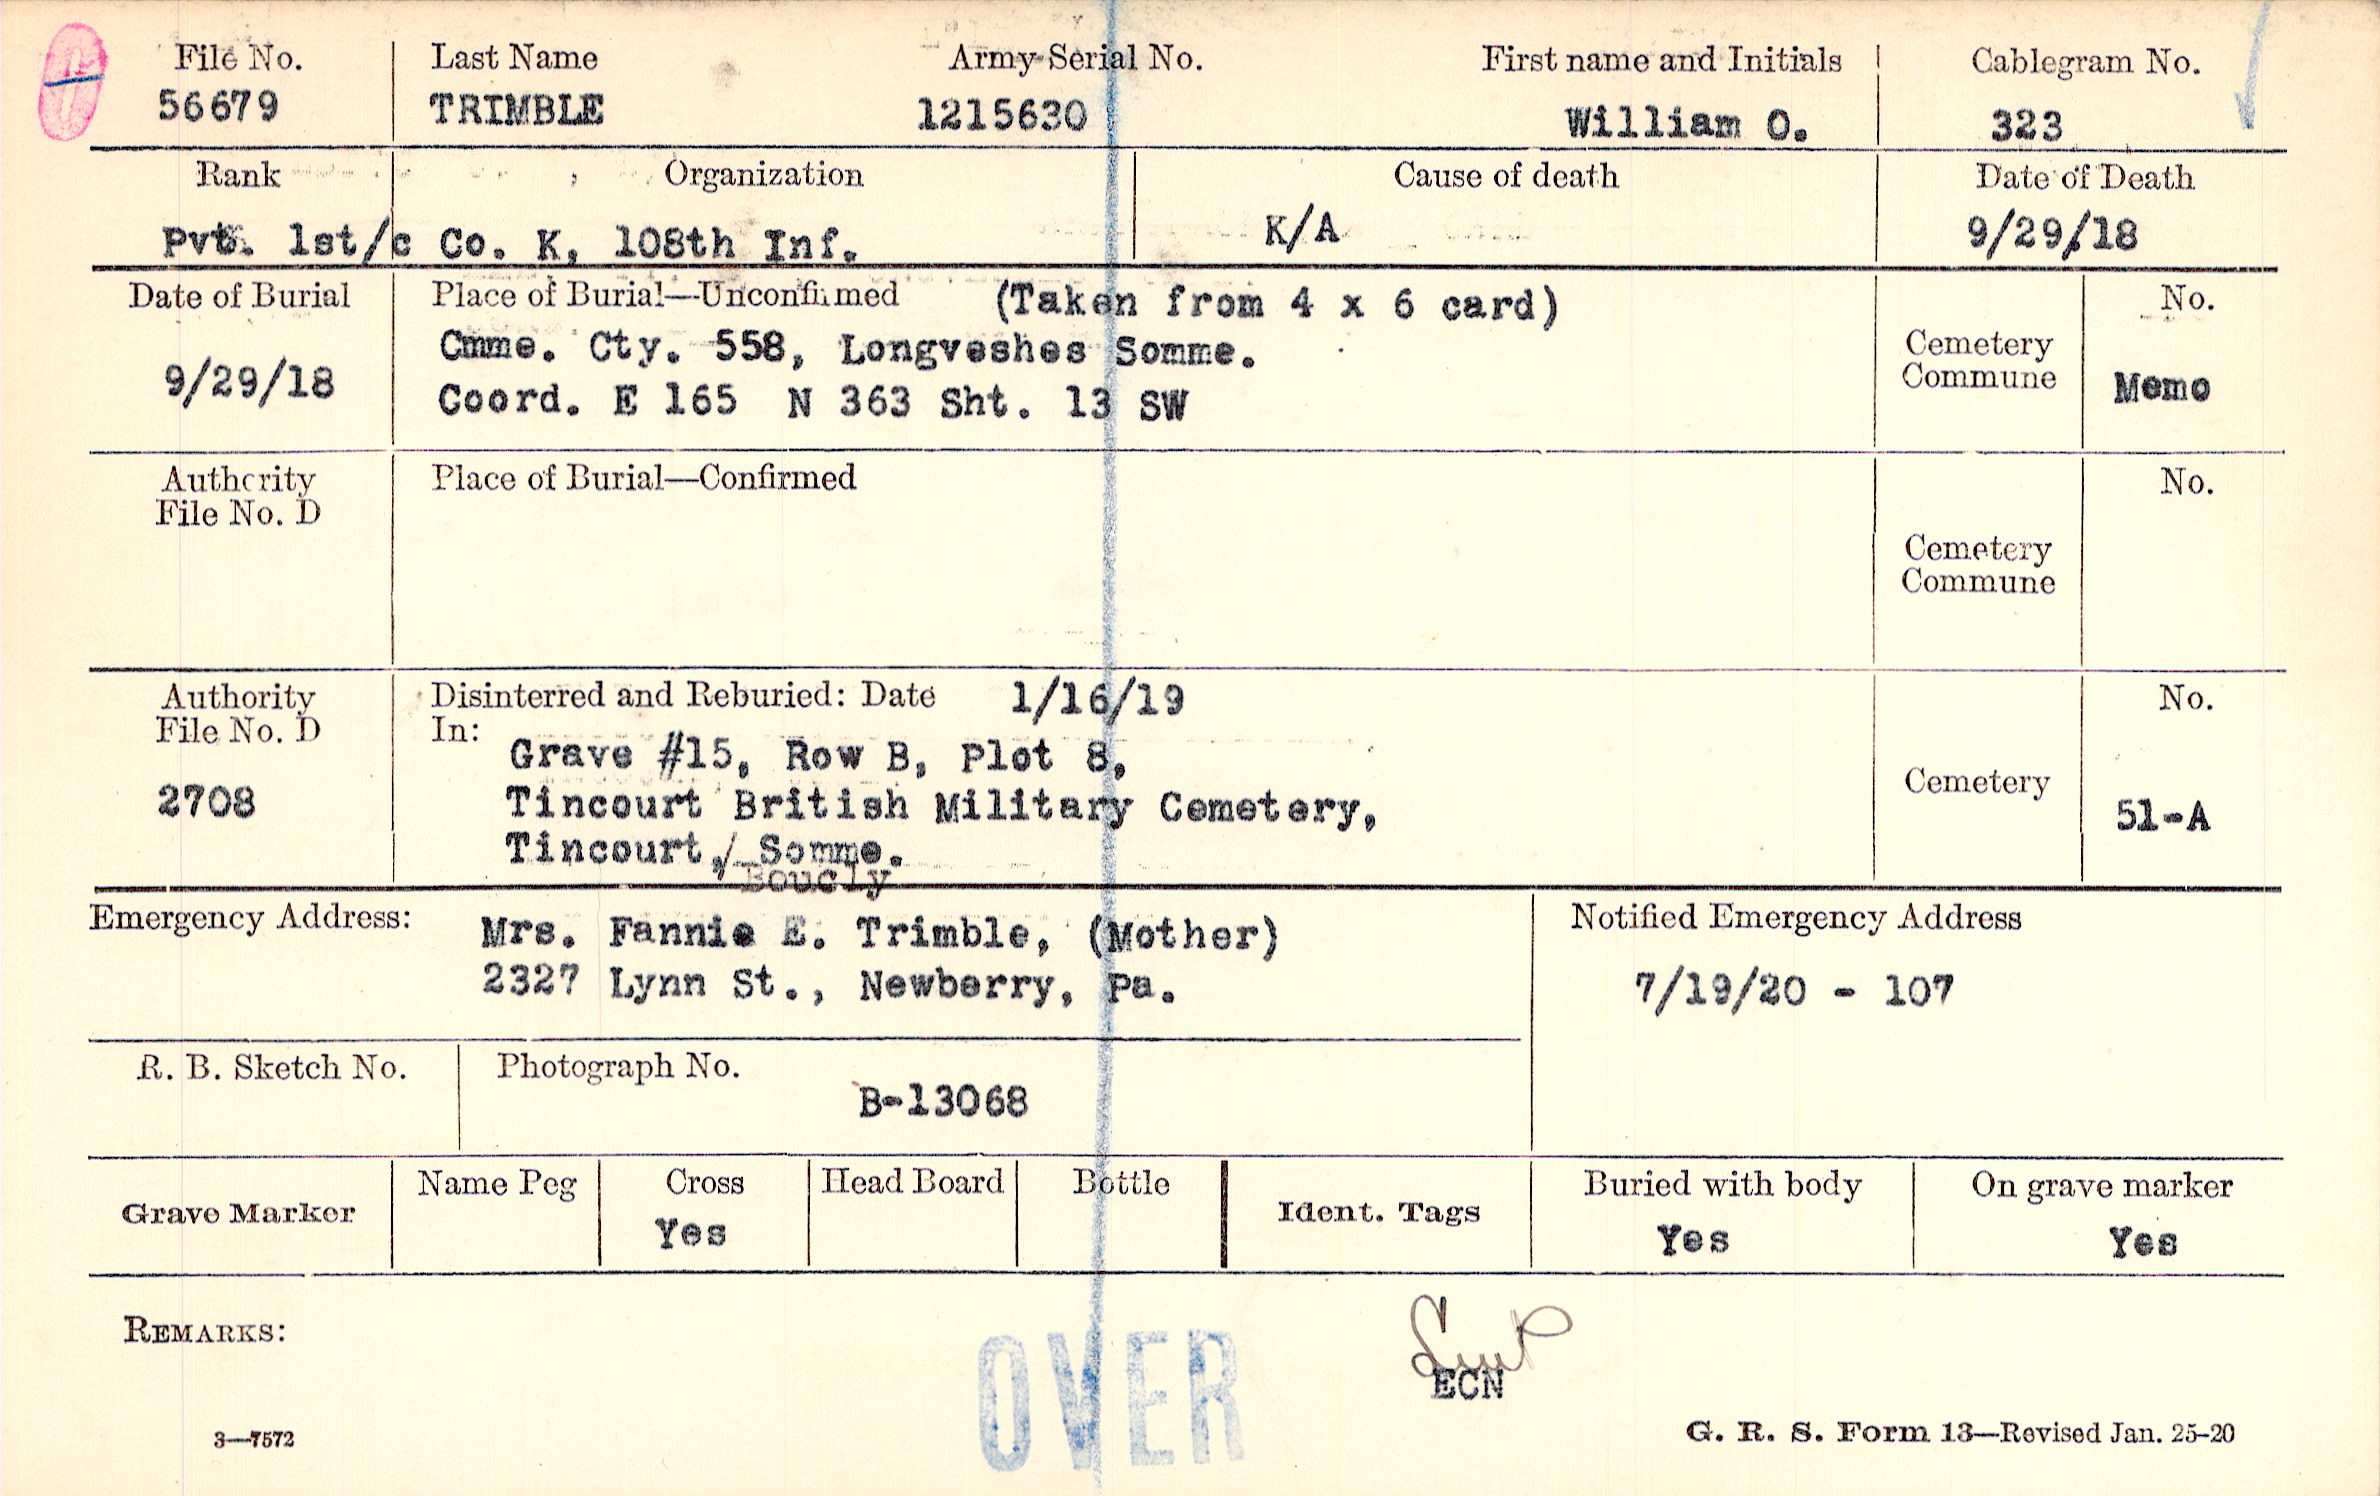 File No. Last Name Army Serial No. First name and Initials Cablegram No.
56679 TRIMBLE 1215630 William O. 323
Rank Organization Cause of death Date of Death
Pvt. 1st/c Co. K, 108th Inf. K/A 9/29/18
Date of Burial Place of Burial—Unconfirmed (Taken from 4 x 6 card) No.
Cmme. Cty. 558, Longveshes Somme. Cemetery
9/29/18 Coord. E 165 N 363 Sht. 13 SW Commune Memo
Authority Place of Burial—Confirmed No.
File No. D
Cemetery
Commune
Authority Disinterred and Reburied: Date 1/16/19 No.
File No. D In:
Grave #15, Row B, Plot 8,
2708 Tincourt British Military Cemetery, Cemetery 51-A
Tincourt,/ Somme.
Boucly
Emergency Address: Mrs. Fannie E. Trimble, (Mother) Notified Emergency Address
2327 Lynn St., Newberry, Pa. 7/19/20 - 107
R. B. Sketch No. Photograph No.
B-13068
Grave Marker Name Peg Cross Head Board Bottle Ident. Tags Buried with body On grave marker
Yes Yes Yes
REMARKS:
OVER
ECN
3—7572 G. R. S. Form 13—Revised Jan. 25-20